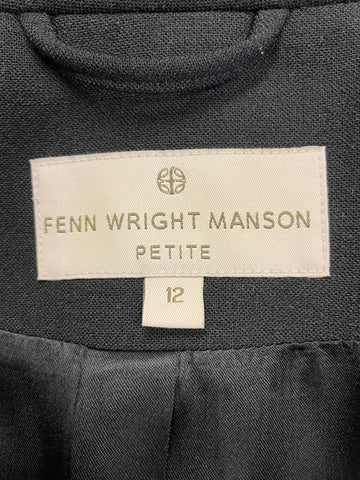 FENN WRIGHT MANSON
PETITE
12